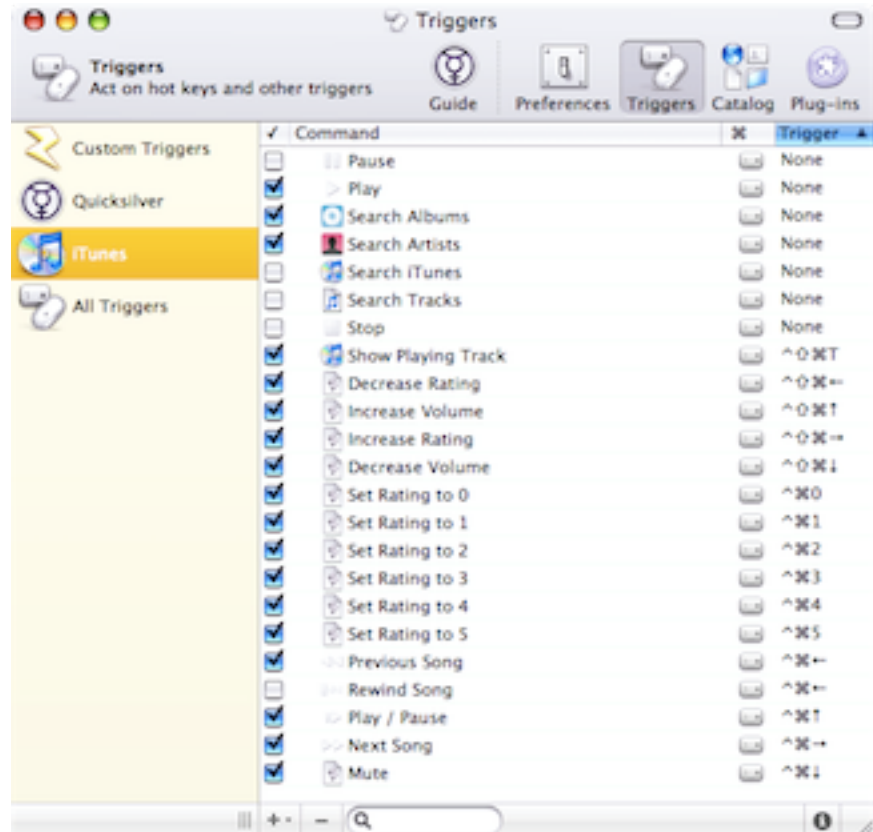 Triggers
Triggers
Act on hot keys and other triggers
Guide Preferences Triggers Catalog Plug-ins
Custom Triggers
Quicksilver
iTunes
All Triggers
✓ Command ⌘ Trigger ▲
Pause None
Play None
Search Albums None
Search Artists None
Search iTunes None
Search Tracks None
Stop None
Show Playing Track ^⇧⌘T
Decrease Rating ^⇧⌘←
Increase Volume ^⇧⌘↑
Increase Rating ^⇧⌘→
Decrease Volume ^⇧⌘↓
Set Rating to 0 ^⌘0
Set Rating to 1 ^⌘1
Set Rating to 2 ^⌘2
Set Rating to 3 ^⌘3
Set Rating to 4 ^⌘4
Set Rating to 5 ^⌘5
Previous Song ^⌘←
Rewind Song ^⌘←
Play / Pause ^⌘↑
Next Song ^⌘→
Mute ^⌘↓